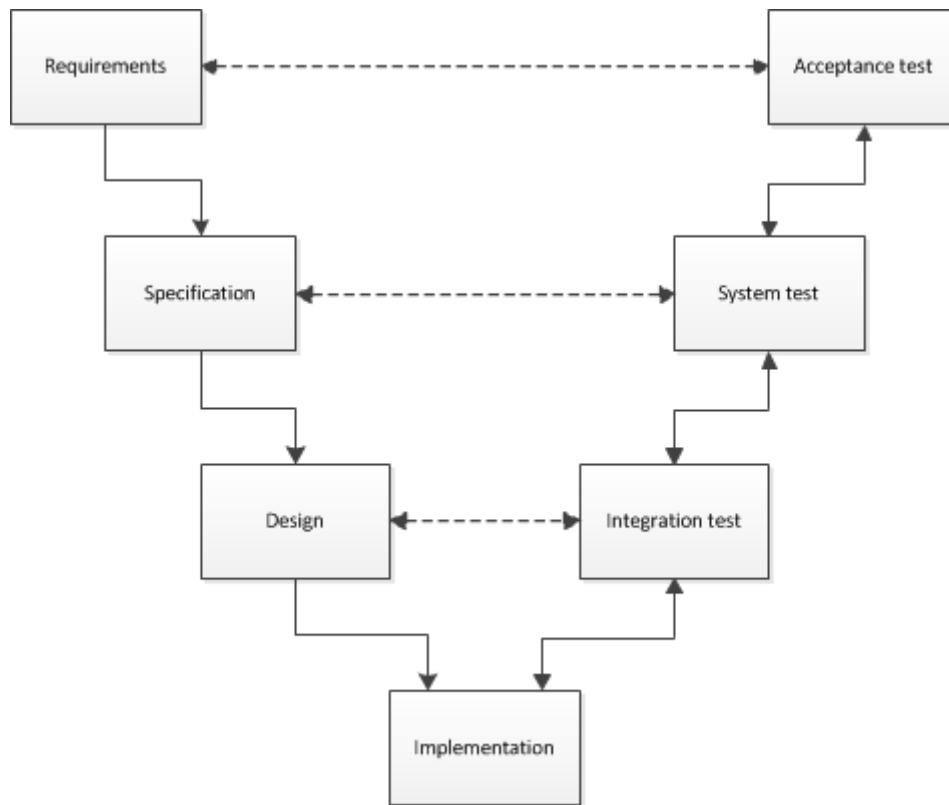 Requirements
Acceptance test
Specification
System test
Design
Integration test
Implementation